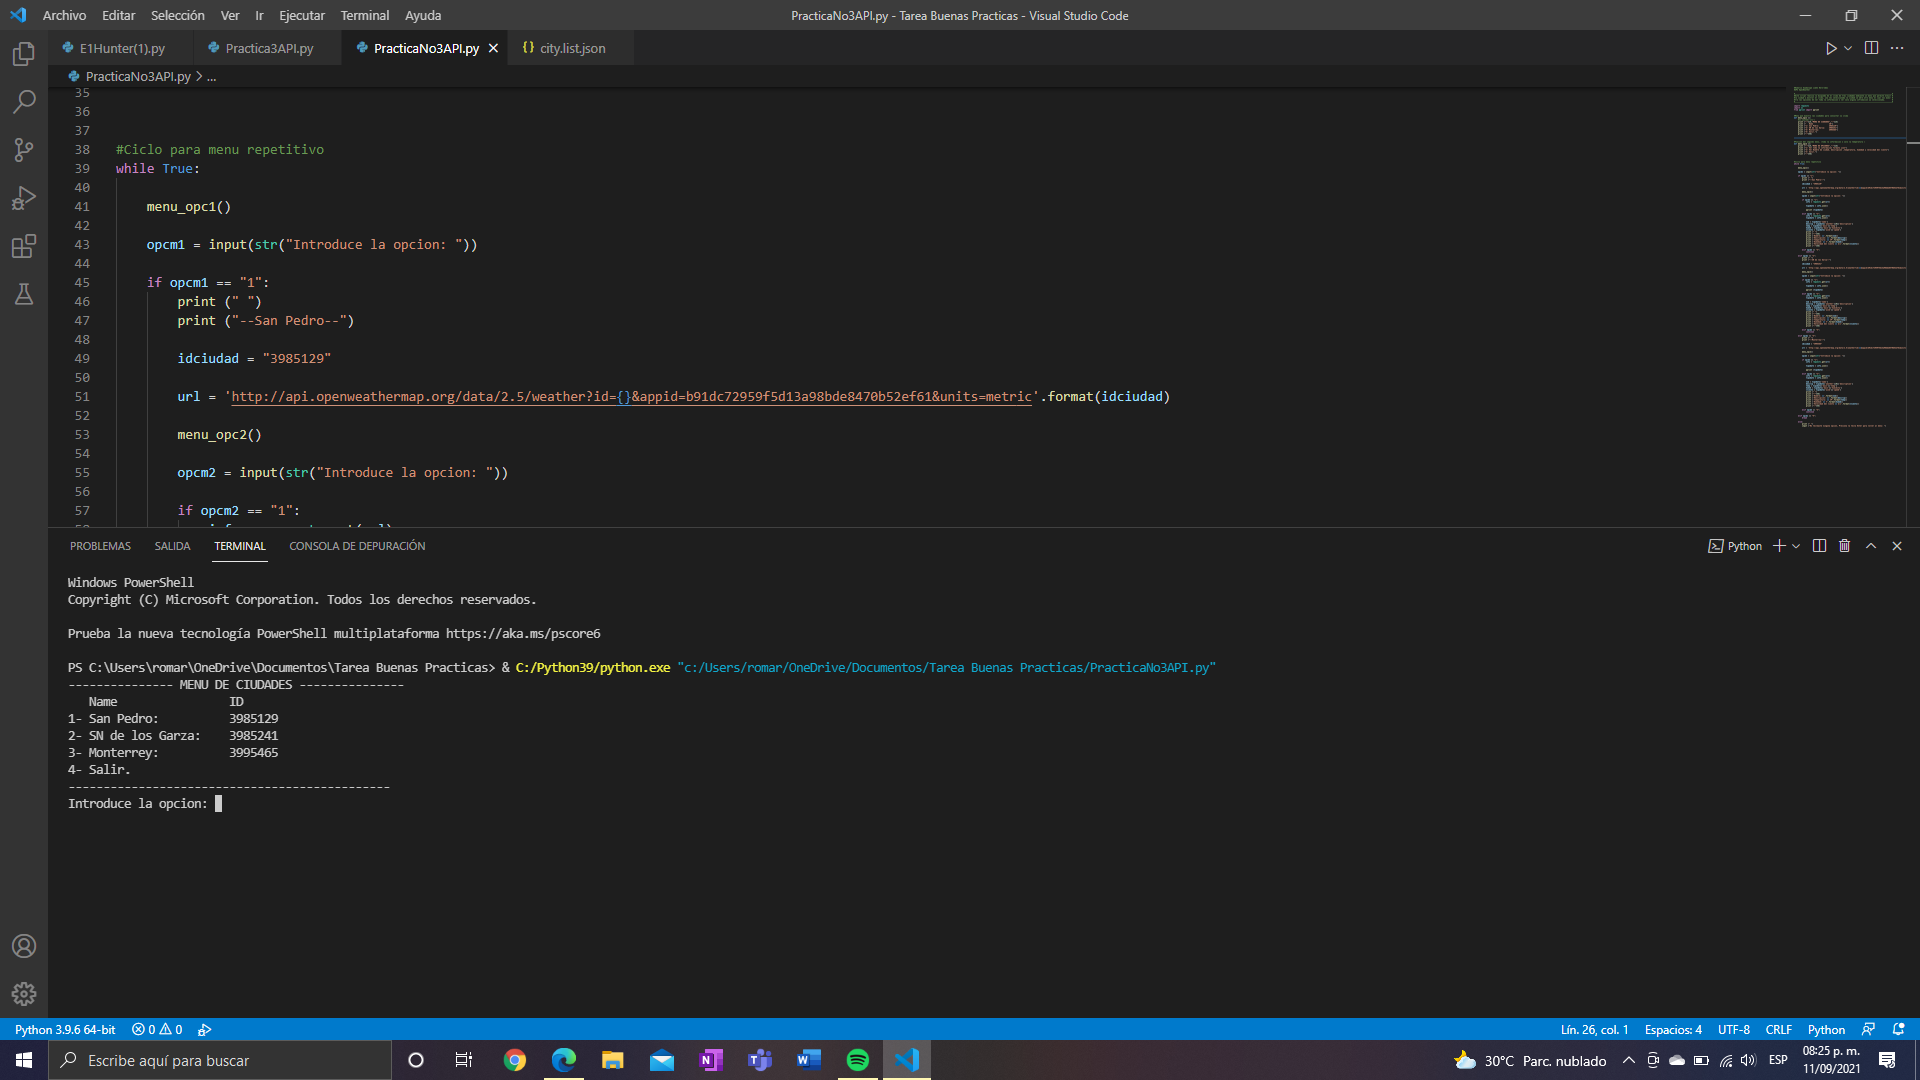 Archivo Editar Selección Ver Ir Ejecutar Terminal Ayuda
PracticaNo3API.py - Tarea Buenas Practicas - Visual Studio Code
E1Hunter(1).py
Practica3API.py
PracticaNo3API.py
{} city.list.json
PracticaNo3API.py > ...
35
36
37
38 #Ciclo para menu repetitivo
39 while True:
40
41 menu_opc1()
42
43 opcm1 = input(str("Introduce la opcion: "))
44
45 if opcm1 == "1":
46 print (" ")
47 print ("--San Pedro--")
48
49 idciudad = "3985129"
50
51 url = 'http://api.openweathermap.org/data/2.5/weather?id={}&appid=b91dc72959f5d13a98bde8470b52ef61&units=metric'.format(idciudad)
52
53 menu_opc2()
54
55 opcm2 = input(str("Introduce la opcion: "))
56
57 if opcm2 == "1":
PROBLEMAS SALIDA TERMINAL CONSOLA DE DEPURACIÓN
Python
Windows PowerShell
Copyright (C) Microsoft Corporation. Todos los derechos reservados.
Prueba la nueva tecnología PowerShell multiplataforma https://aka.ms/pscore6
PS C:\Users\romar\OneDrive\Documentos\Tarea Buenas Practicas> & C:/Python39/python.exe "c:/Users/romar/OneDrive/Documentos/Tarea Buenas Practicas/PracticaNo3API.py"
--------------- MENU DE CIUDADES ---------------
Name ID
1- San Pedro: 3985129
2- SN de los Garza: 3985241
3- Monterrey: 3995465
4- Salir.
----------------------------------------------
Introduce la opcion:
Python 3.9.6 64-bit 0 0
Lín. 26, col. 1 Espacios: 4 UTF-8 CRLF Python
Escribe aquí para buscar
30°C Parc. nublado
ESP
08:25 p. m.
11/09/2021